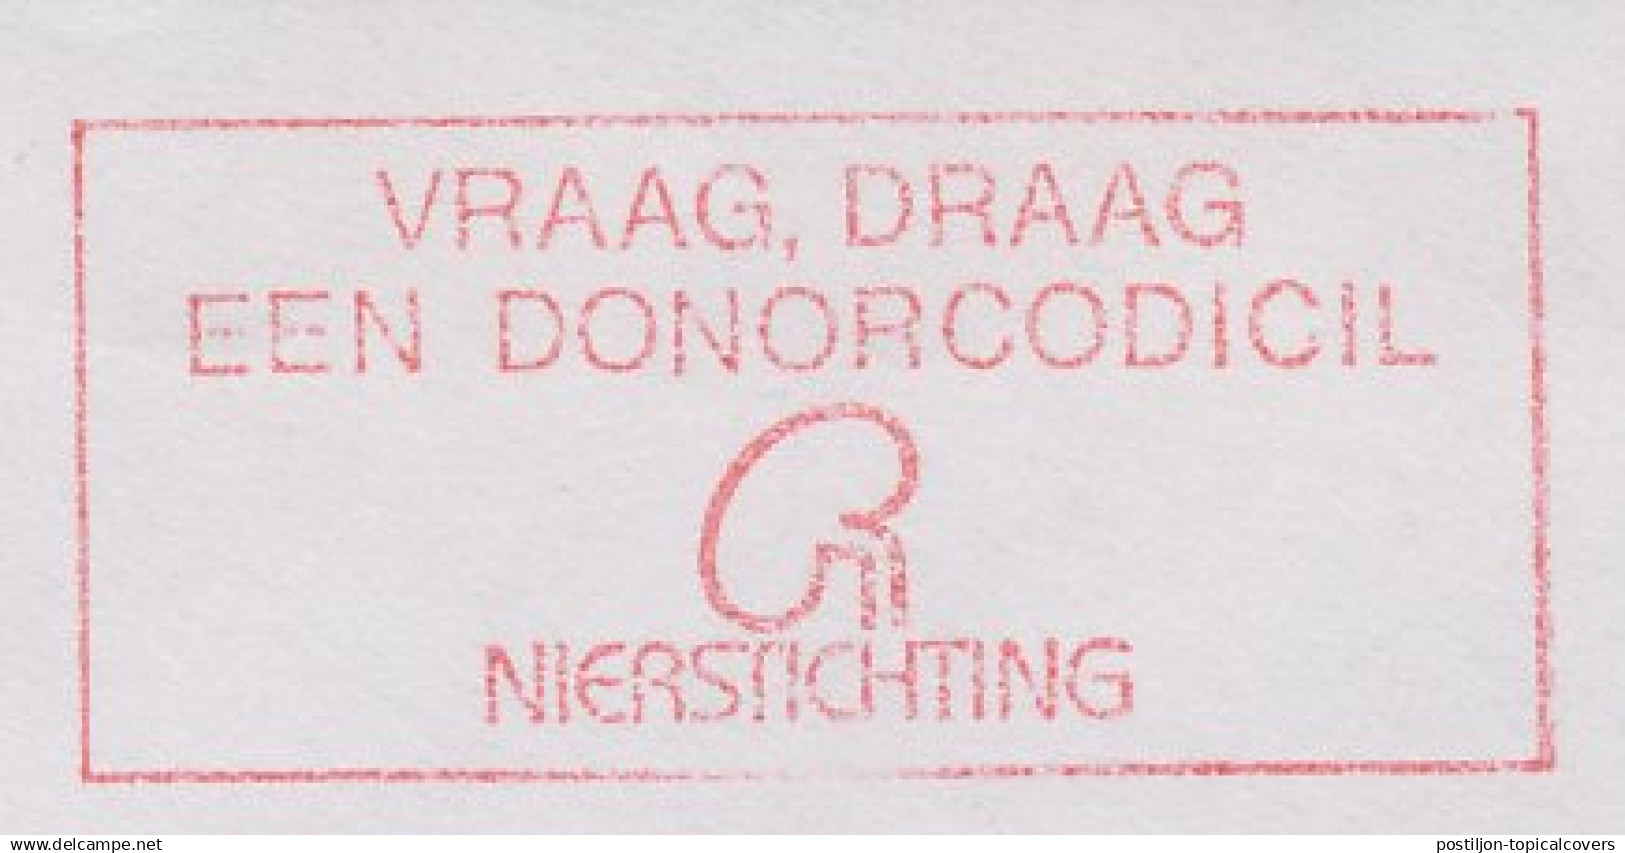 VRAAG, DRAAG
EEN DONORCODICIL
NIERSTICHTING
www.delcampe.net
postiljon-topicalcovers